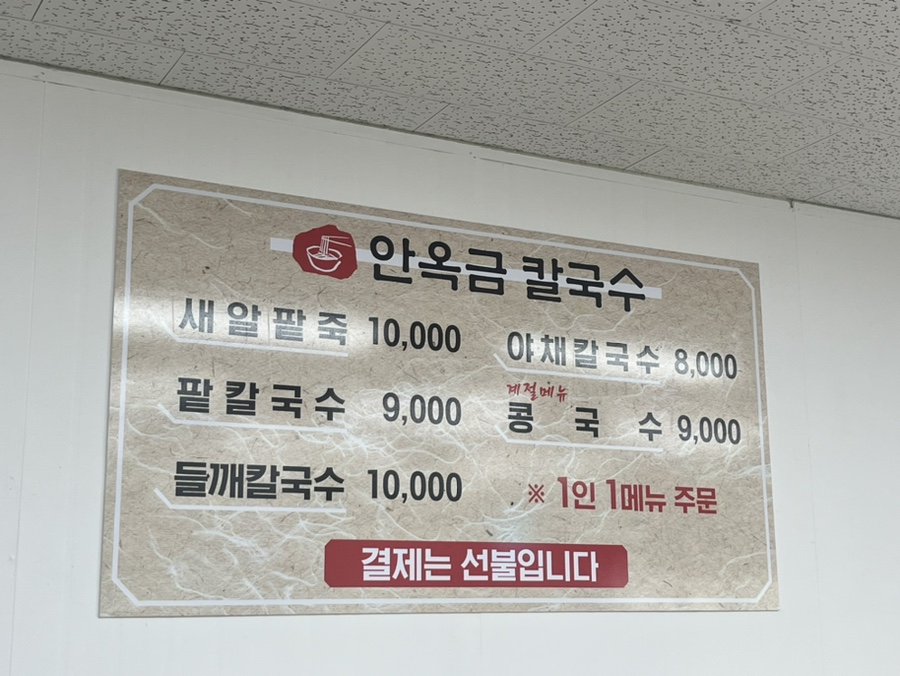 안옥금 칼국수
새알팥죽 10,000
팥칼국수 9,000
들깨칼국수 10,000
야채칼국수 8,000
계절메뉴
콩국수 9,000
※ 1인 1메뉴 주문
결제는 선불입니다